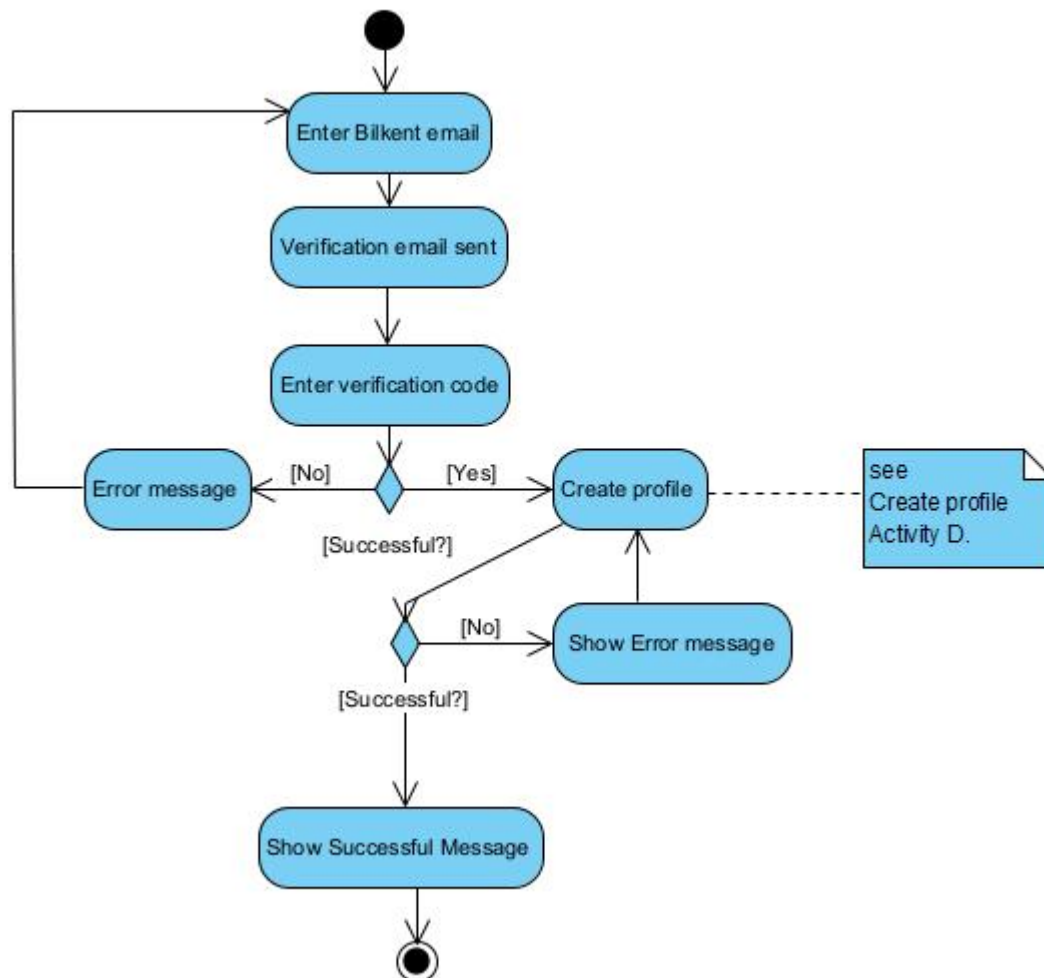 Enter Bilkent email
Verification email sent
Enter verification code
Error message
[No]
[Yes]
Create profile
see
Create profile
Activity D.
[Successful?]
[No]
Show Error message
[Successful?]
Show Successful Message